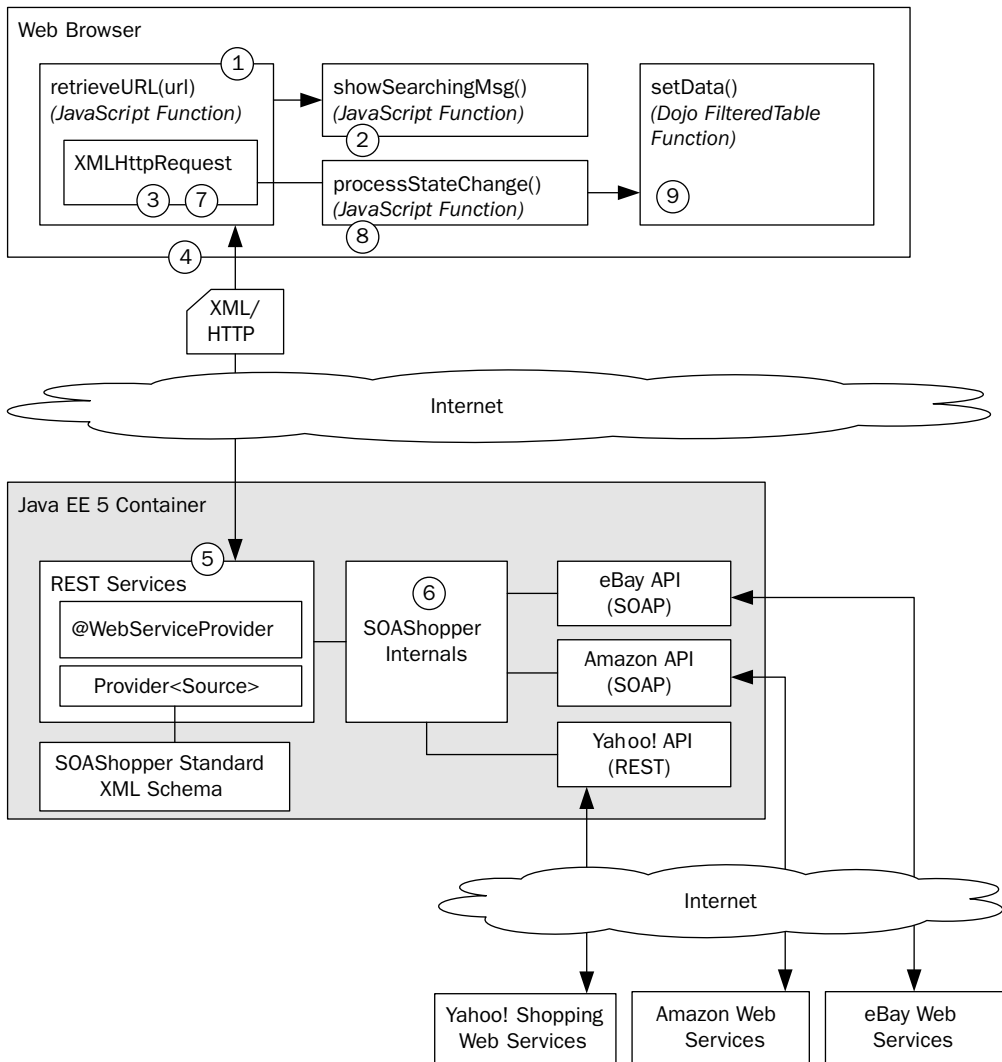 Web Browser
1
retrieveURL(url)
(JavaScript Function)
XMLHttpRequest
3 7
showSearchingMsg()
(JavaScript Function)
2
processStateChange()
(JavaScript Function)
8
setData()
(Dojo FilteredTable
Function)
9
4
XML/
HTTP
Internet
Java EE 5 Container
5
REST Services
@WebServiceProvider
Provider<Source>
SOAShopper Standard
XML Schema
6
SOAShopper
Internals
eBay API
(SOAP)
Amazon API
(SOAP)
Yahoo! API
(REST)
Internet
Yahoo! Shopping
Web Services
Amazon Web
Services
eBay Web
Services